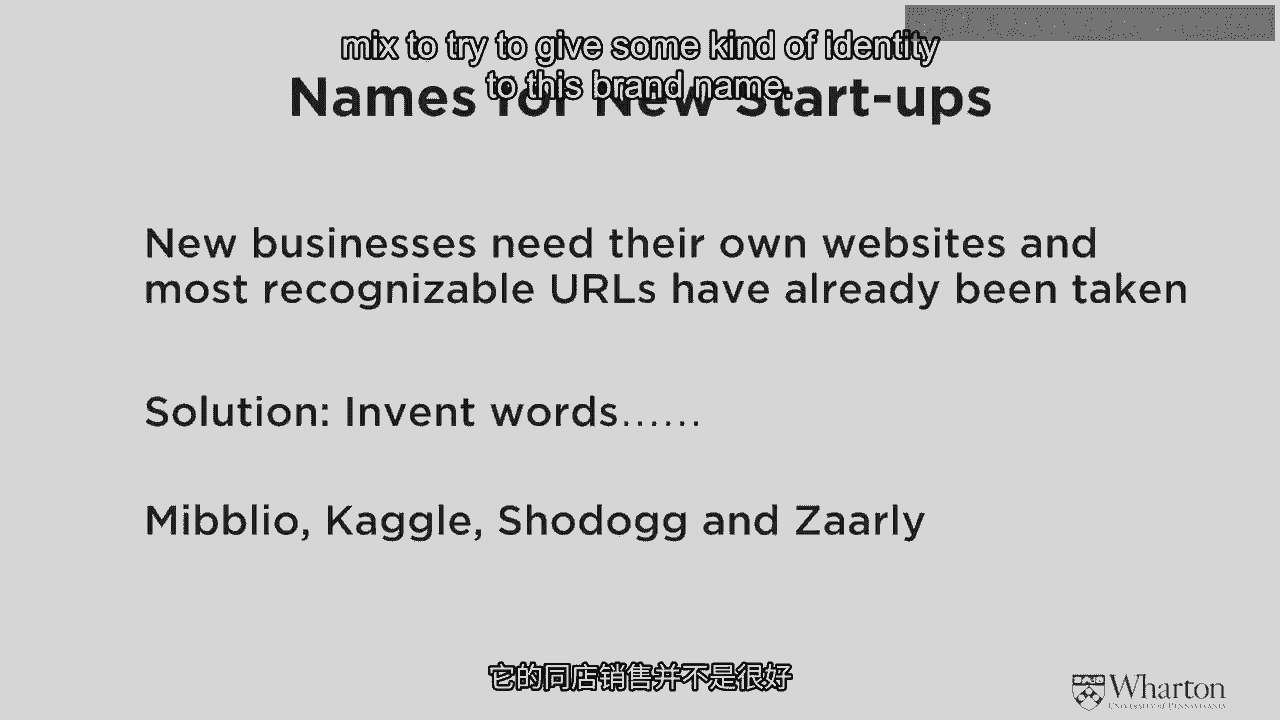 mix to try to give some kind of identity
to this brand name.
Names for New Start-ups
New businesses need their own websites and
most recognizable URLs have already been taken
Solution: Invent words......
Mibblio, Kaggle, Shodogg and Zaarly
它的同店销售并不是很好
Wharton
UNIVERSITY of PENNSYLVANIA